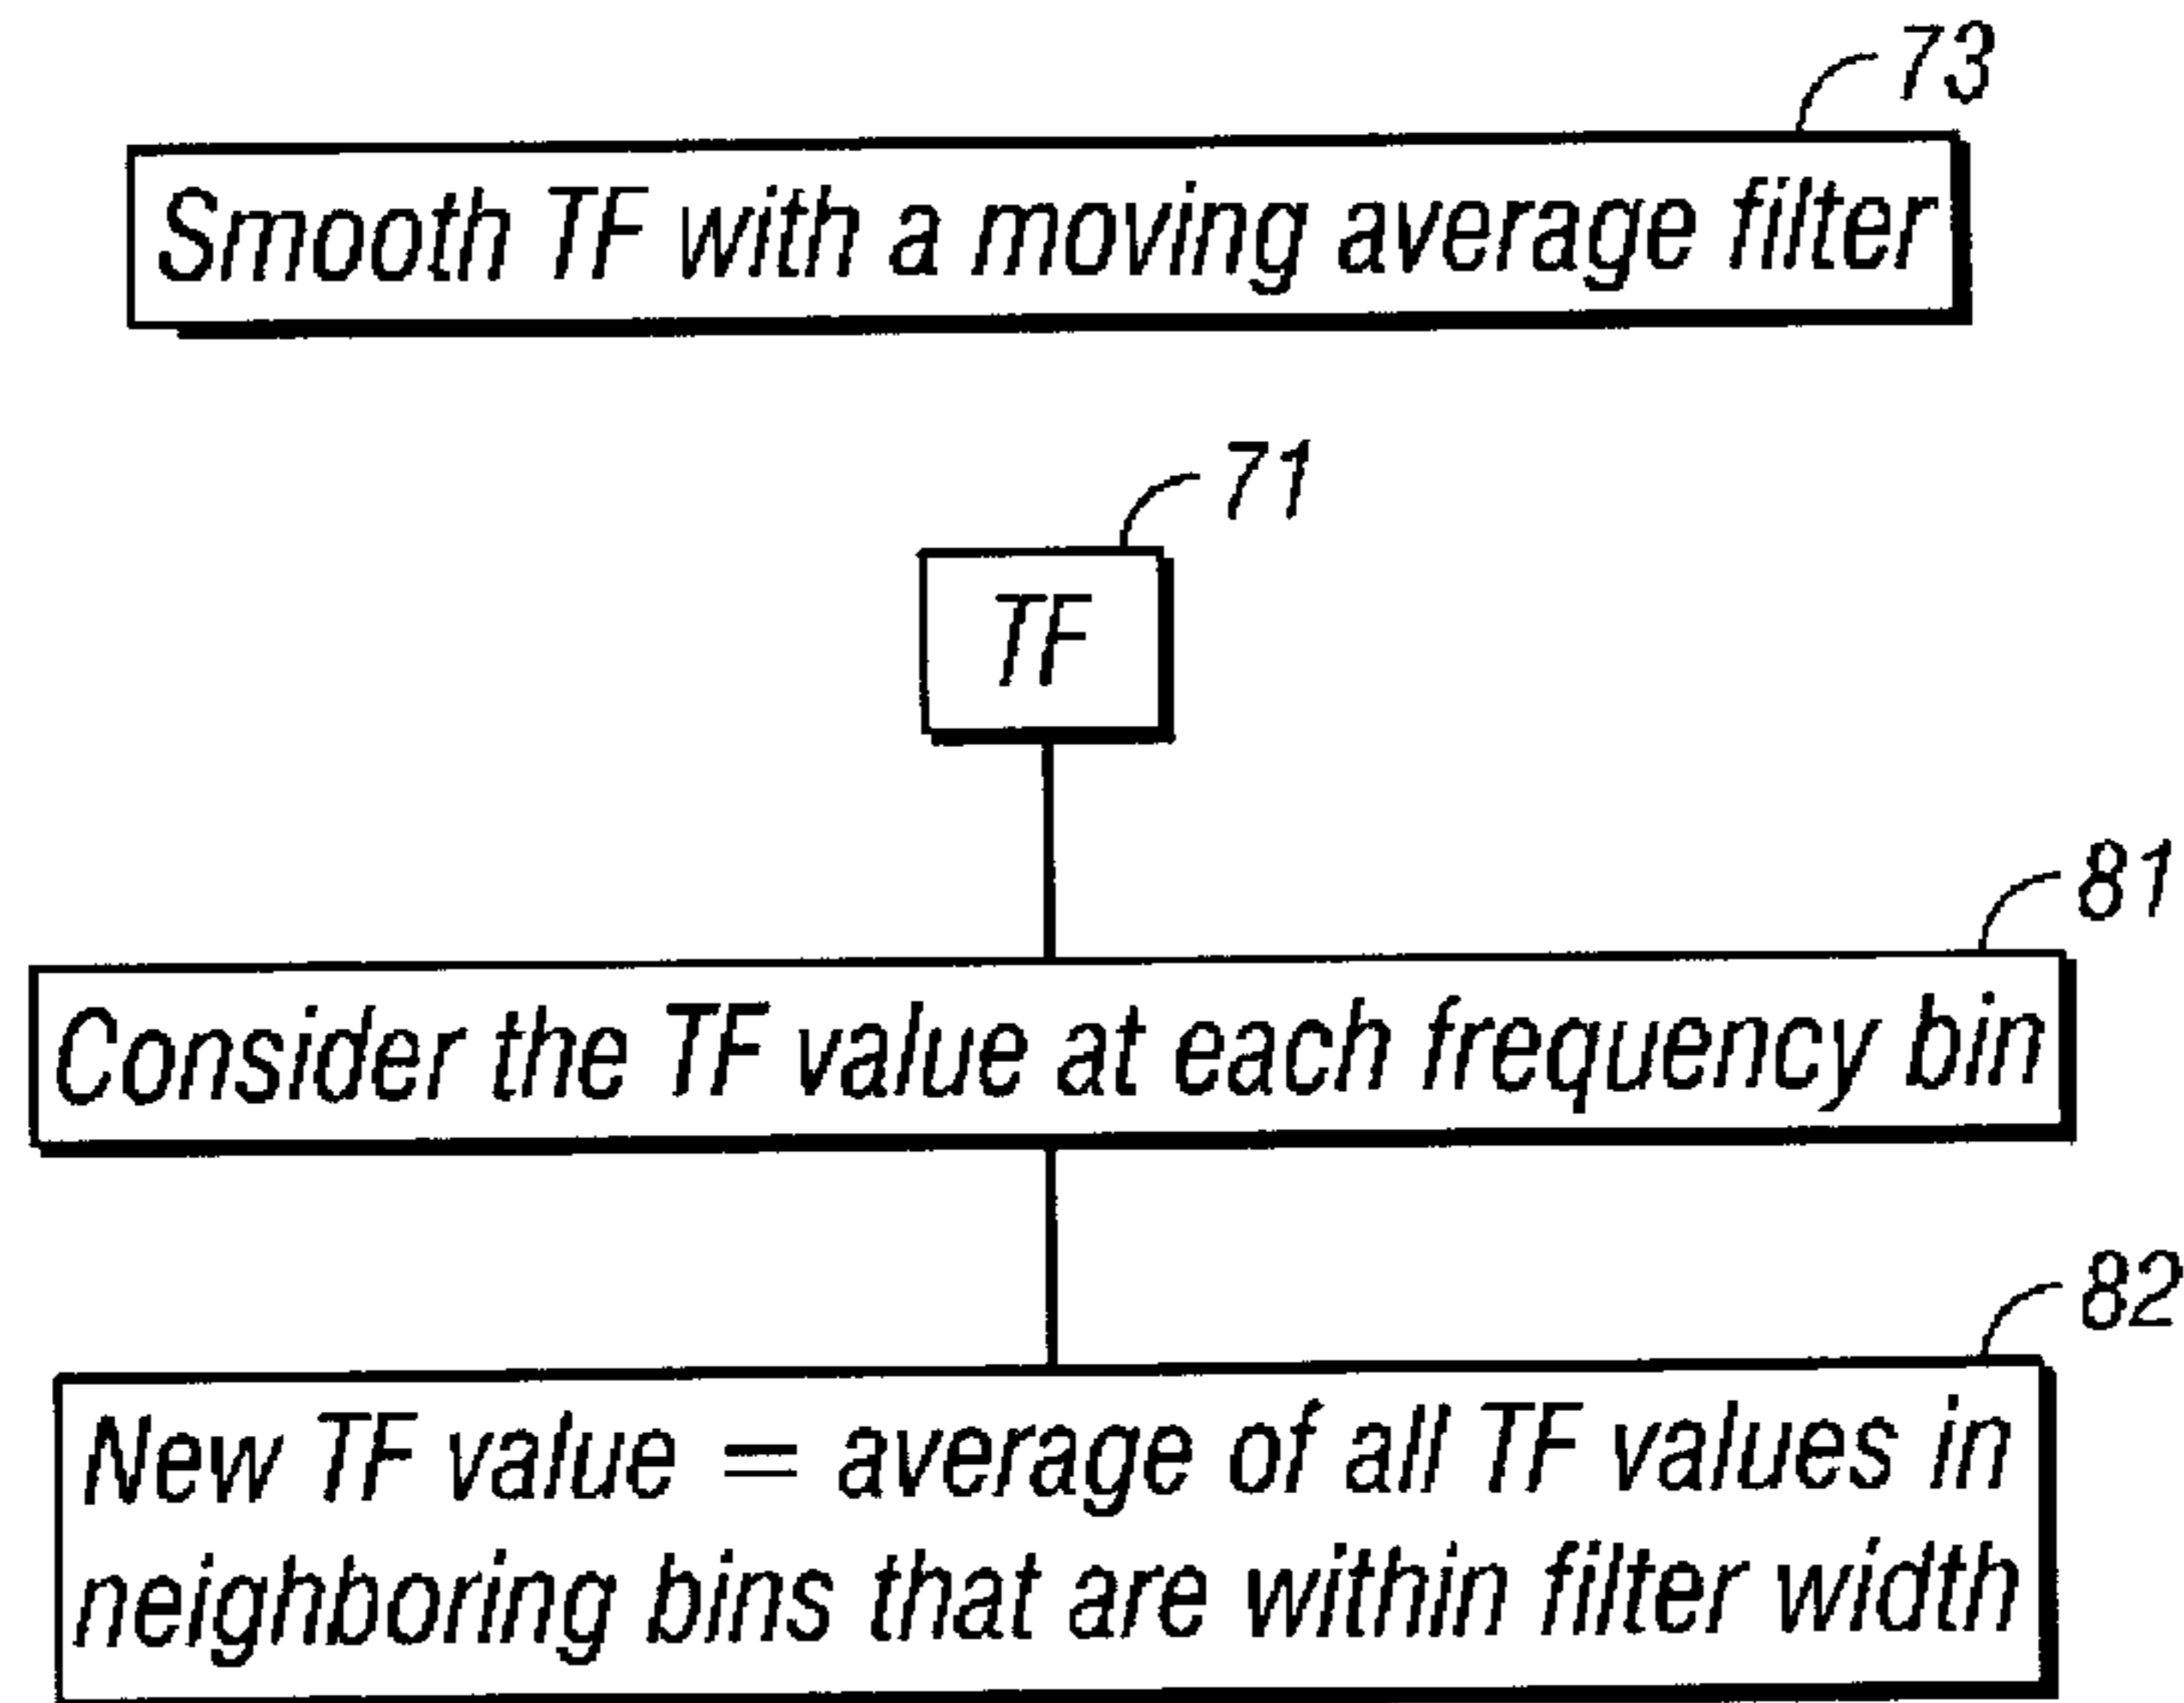 73
Smooth TF with a moving average filter
71
TF
81
Consider the TF value at each frequency bin
82
New TF value = average of all TF values in
neighboring bins that are within filter width